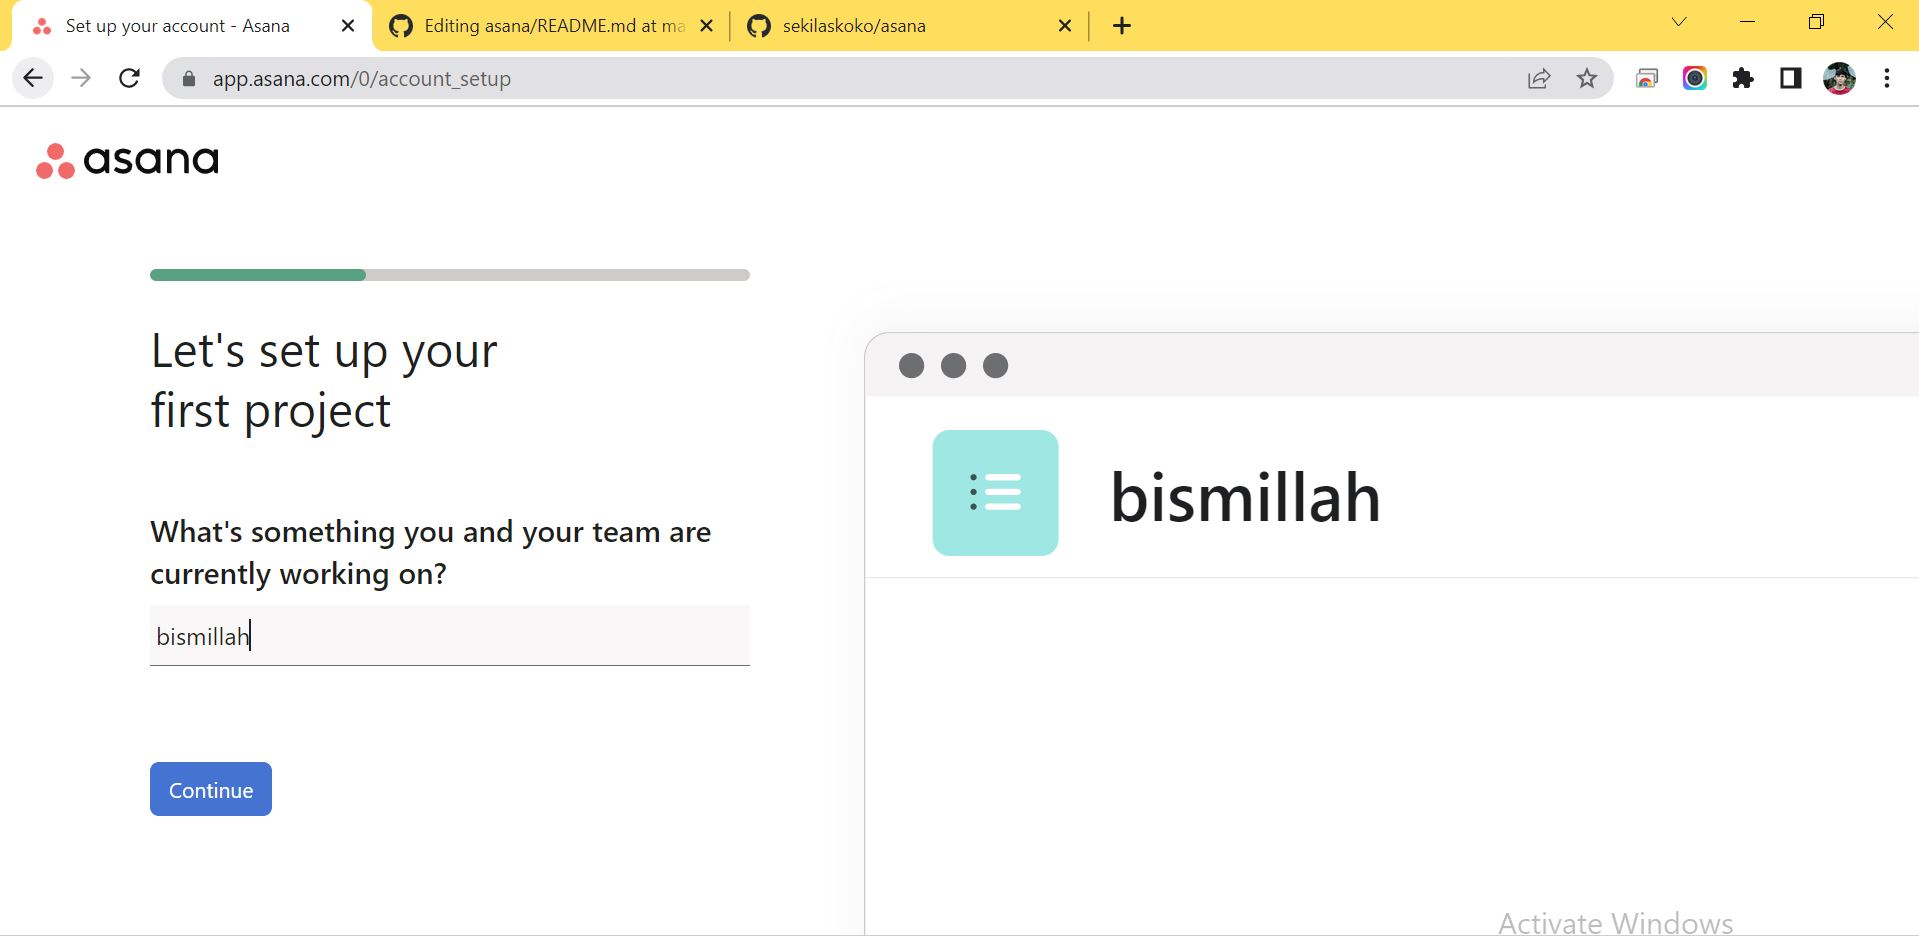 Set up your account - Asana
Editing asana/README.md at ma
sekilaskoko/asana
app.asana.com/0/account_setup
asana
Let's set up your
first project
What's something you and your team are
currently working on?
bismillah
Continue
bismillah
Activate Windows